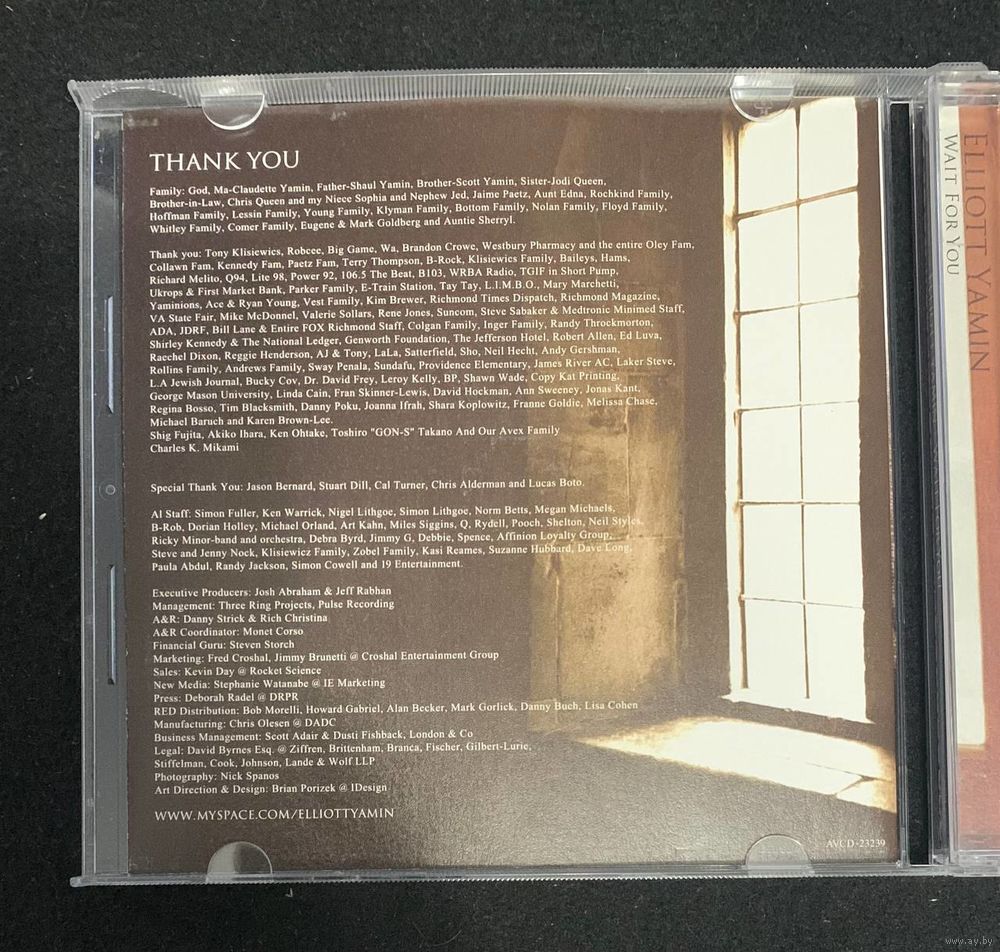 THANK YOU
Family: God, Ma-Claudette Yamin, Father-Shaul Yamin, Brother-Scott Yamin, Sister-Jodi Queen,
Brother-in-Law, Chris Queen and my Niece Sophia and Nephew Jed, Jaime Paetz, Aunt Edna, Rochkind Family,
Hoffman Family, Lessin Family, Young Family, Klyman Family, Bottom Family, Nolan Family, Floyd Family,
Whitley Family, Comer Family, Eugene & Mark Goldberg and Auntie Sherryl.
Thank you: Tony Klisiewics, Robcee, Big Game, Wa, Brandon Crowe, Westbury Pharmacy and the entire Oley Fam,
Collawn Fam, Kennedy Fam, Paetz Fam, Terry Thompson, B-Rock, Klisiewics Family, Baileys, Hams,
Richard Melito, Q94, Lite 98, Power 92, 106.5 The Beat, B103, WRBA Radio, TGIF in Short Pump,
Ukrops & First Market Bank, Parker Family, E-Train Station, Tay Tay, L.I.M.B.O., Mary Marchetti,
Yaminions, Ace & Ryan Young, Vest Family, Kim Brewer, Richmond Times Dispatch, Richmond Magazine,
VA State Fair, Mike McDonnel, Valerie Sollars, Rene Jones, Suncom, Steve Sabaker & Medtronic Minimed Staff,
ADA, JDRF, Bill Lane & Entire FOX Richmond Staff, Colgan Family, Inger Family, Randy Throckmorton,
Shirley Kennedy & The National Ledger, Genworth Foundation, The Jefferson Hotel, Robert Allen, Ed Luva,
Raechel Dixon, Reggie Henderson, AJ & Tony, LaLa, Satterfield, Sho, Neil Hecht, Andy Gershman,
Rollins Family, Andrews Family, Sway Penala, Sundafu, Providence Elementary, James River AC, Laker Steve,
L.A Jewish Journal, Bucky Cov, Dr. David Frey, Leroy Kelly, BP, Shawn Wade, Copy Kat Printing,
George Mason University, Linda Cain, Fran Skinner-Lewis, David Hockman, Ann Sweeney, Jonas Kant,
Regina Bosso, Tim Blacksmith, Danny Poku, Joanna Ifrah, Shara Koplowitz, Franne Goldie, Melissa Chase,
Michael Baruch and Karen Brown-Lee.
Shig Fujita, Akiko Ihara, Ken Ohtake, Toshiro "GON-S" Takano And Our Avex Family
Charles K. Mikami
Special Thank You: Jason Bernard, Stuart Dill, Cal Turner, Chris Alderman and Lucas Boto.
AI Staff: Simon Fuller, Ken Warrick, Nigel Lithgoe, Simon Lithgoe, Norm Betts, Megan Michaels,
B-Rob, Dorian Holley, Michael Orland, Art Kahn, Miles Siggins, Q, Rydell, Pooch, Shelton, Neil Styles,
Ricky Minor-band and orchestra, Debra Byrd, Jimmy G, Debbie, Spence, Affinion Loyalty Group,
Steve and Jenny Nock, Klisiewicz Family, Zobel Family, Kasi Reames, Suzanne Hubbard, Dave Long,
Paula Abdul, Randy Jackson, Simon Cowell and 19 Entertainment.
Executive Producers: Josh Abraham & Jeff Rabhan
Management: Three Ring Projects, Pulse Recording
A&R: Danny Strick & Rich Christina
A&R Coordinator: Monet Corso
Financial Guru: Steven Storch
Marketing: Fred Croshal, Jimmy Brunetti @ Croshal Entertainment Group
Sales: Kevin Day @ Rocket Science
New Media: Stephanie Watanabe @ IE Marketing
Press: Deborah Radel @ DRPR
RED Distribution: Bob Morelli, Howard Gabriel, Alan Becker, Mark Gorlick, Danny Buch, Lisa Cohen
Manufacturing: Chris Olesen @ DADC
Business Management: Scott Adair & Dusti Fishback, London & Co
Legal: David Byrnes Esq. @ Ziffren, Brittenham, Branca, Fischer, Gilbert-Lurie,
Stiffelman, Cook, Johnson, Lande & Wolf LLP
Photography: Nick Spanos
Art Direction & Design: Brian Porizek @ IDesign
WWW.MYSPACE.COM/ELLIOTTYAMIN
AVCD-23239
ELLIOTT YAMIN
WAIT FOR YOU
www.ay.by